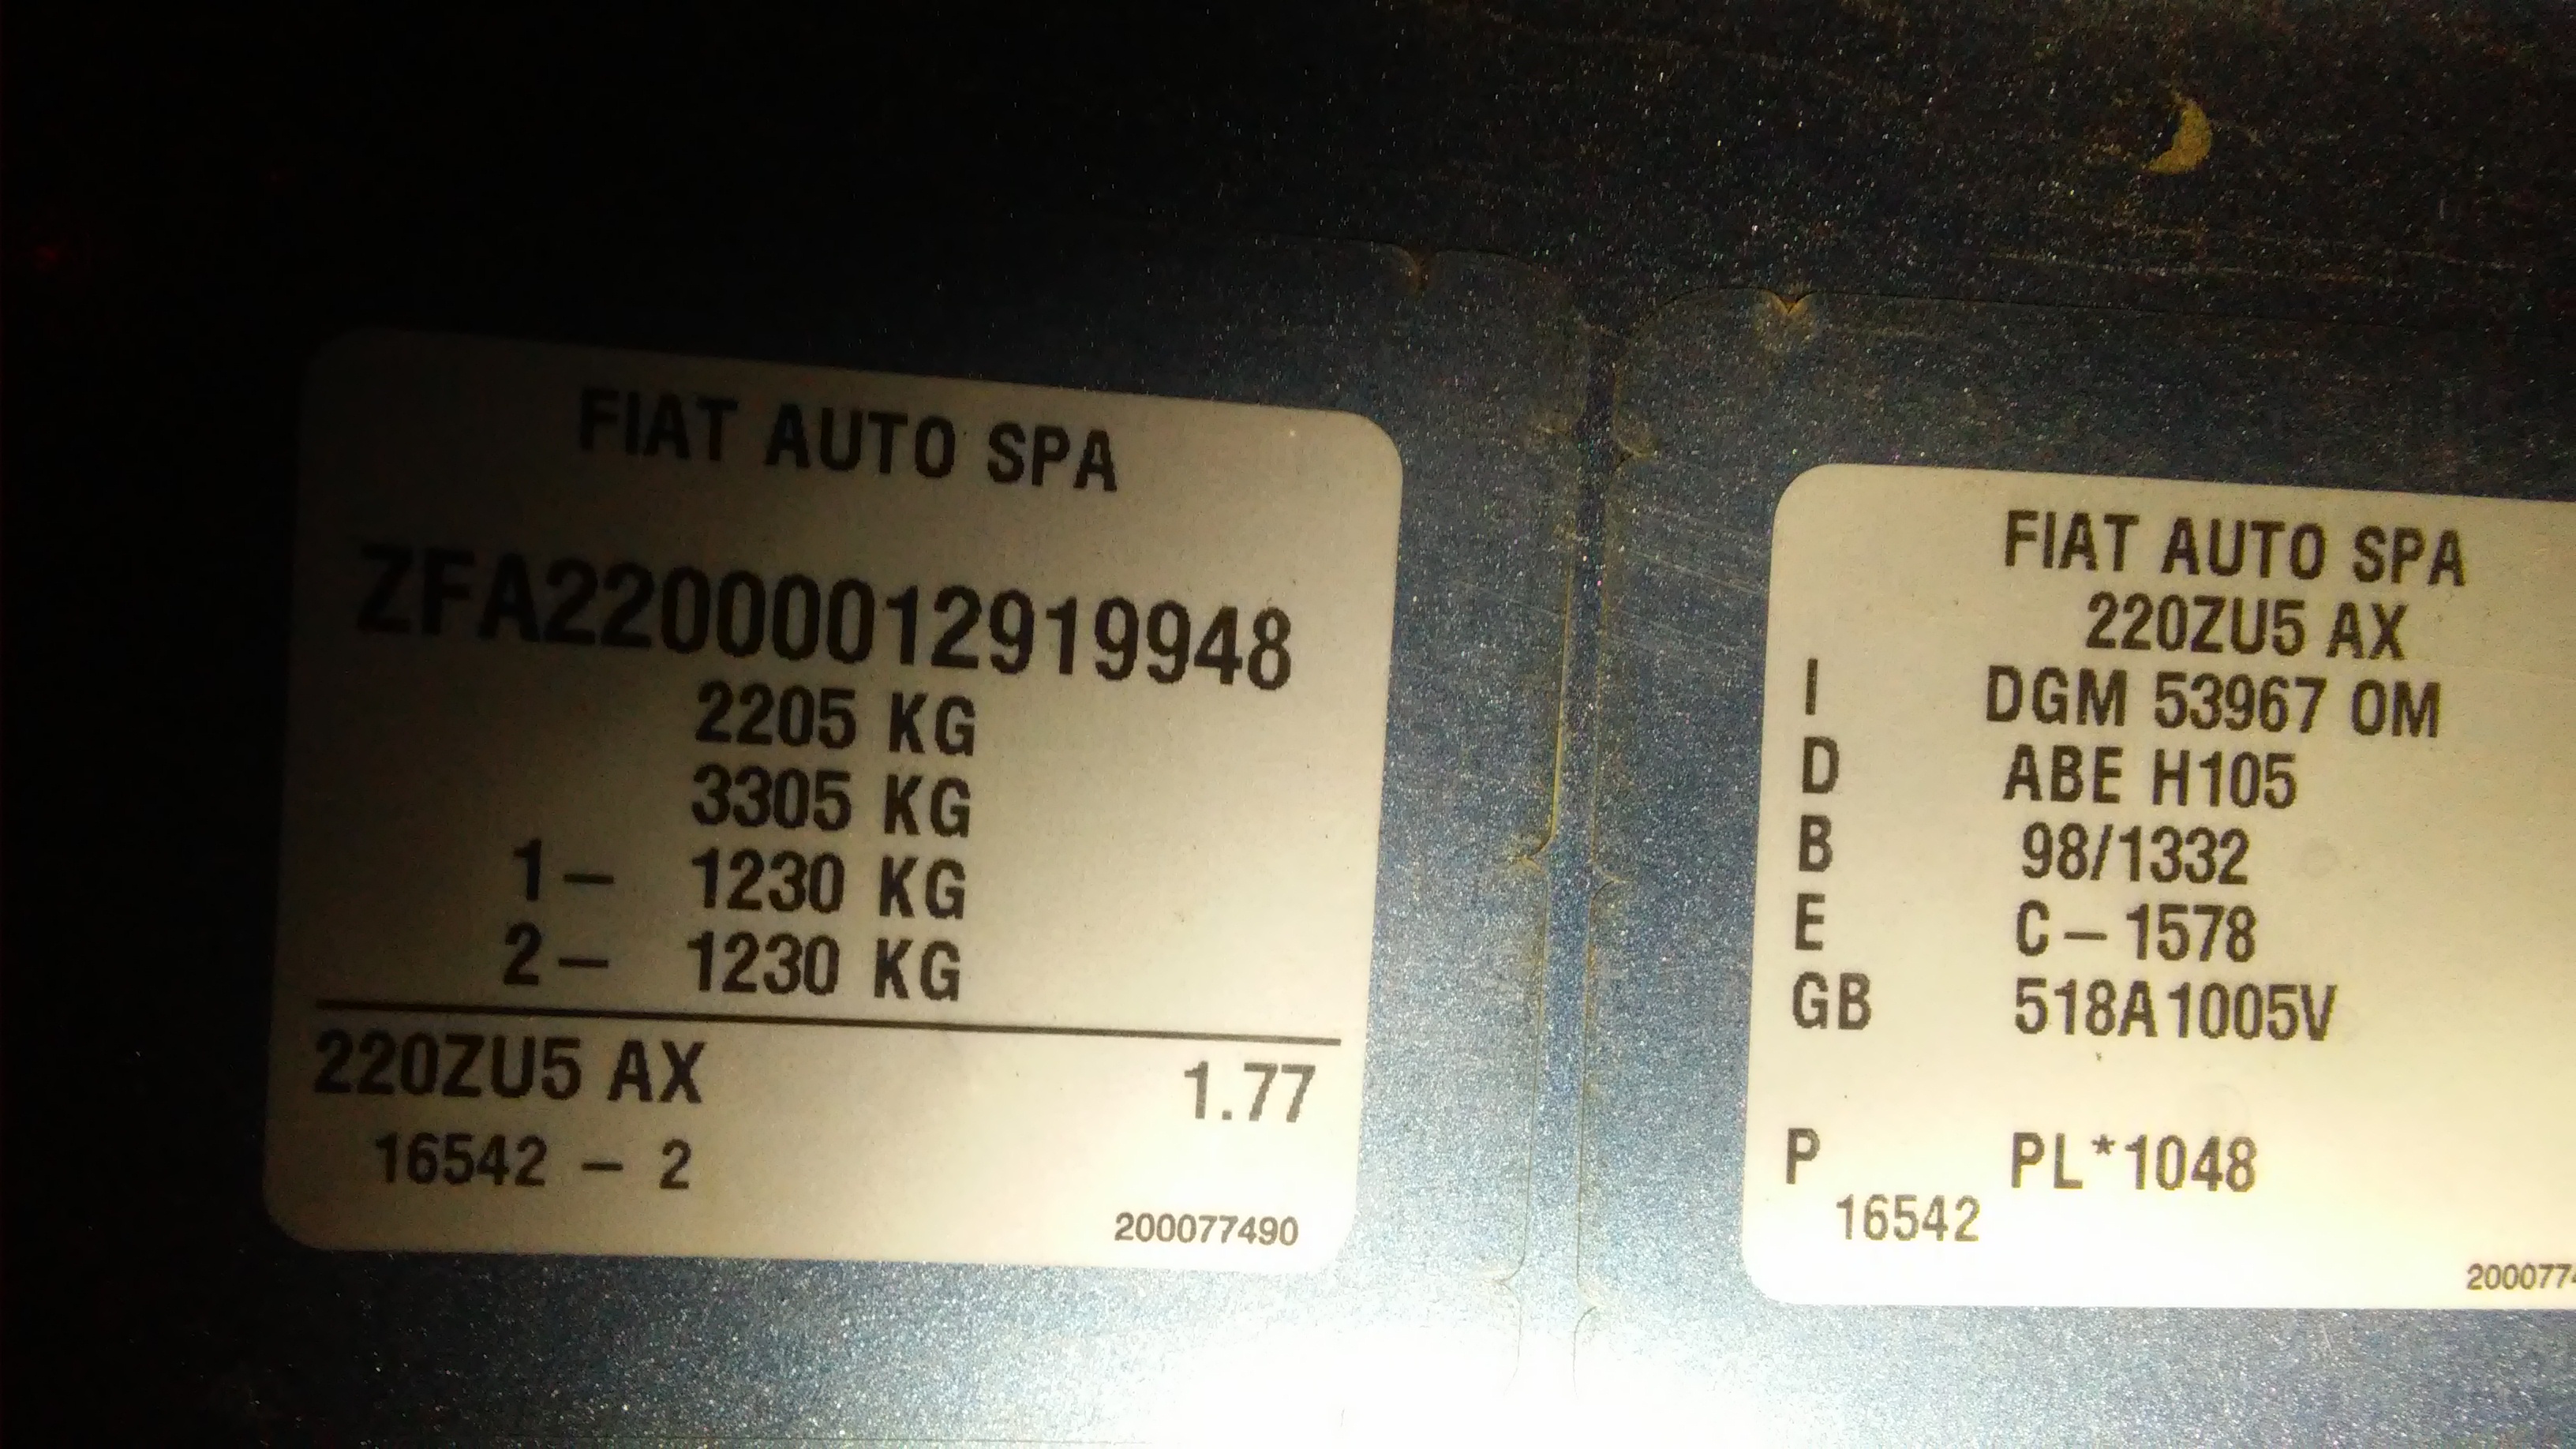 FIAT AUTO SPA
ZFA22000012919948
2205 KG
3305 KG
1- 1230 KG
2- 1230 KG
220ZU5 AX 1.77
16542 - 2
200077490
FIAT AUTO SPA
220ZU5 AX
I DGM 53967 OM
D ABE H105
B 98/1332
E C-1578
GB 518A1005V
P PL*1048
16542